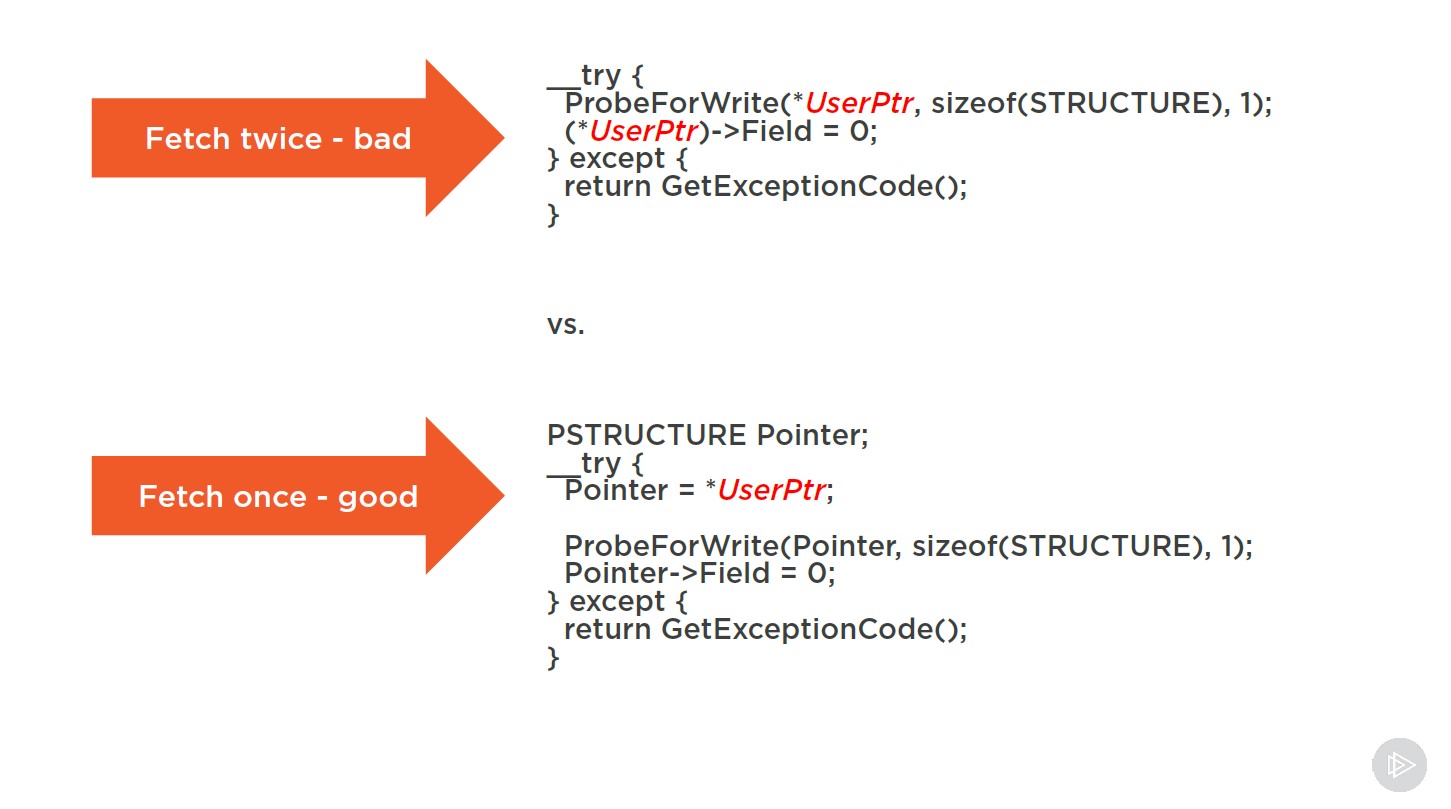 Fetch twice - bad
__try {
ProbeForWrite(*UserPtr, sizeof(STRUCTURE), 1);
(*UserPtr)->Field = 0;
} except {
return GetExceptionCode();
}
vs.
Fetch once - good
PSTRUCTURE Pointer;
__try {
Pointer = *UserPtr;
ProbeForWrite(Pointer, sizeof(STRUCTURE), 1);
Pointer->Field = 0;
} except {
return GetExceptionCode();
}